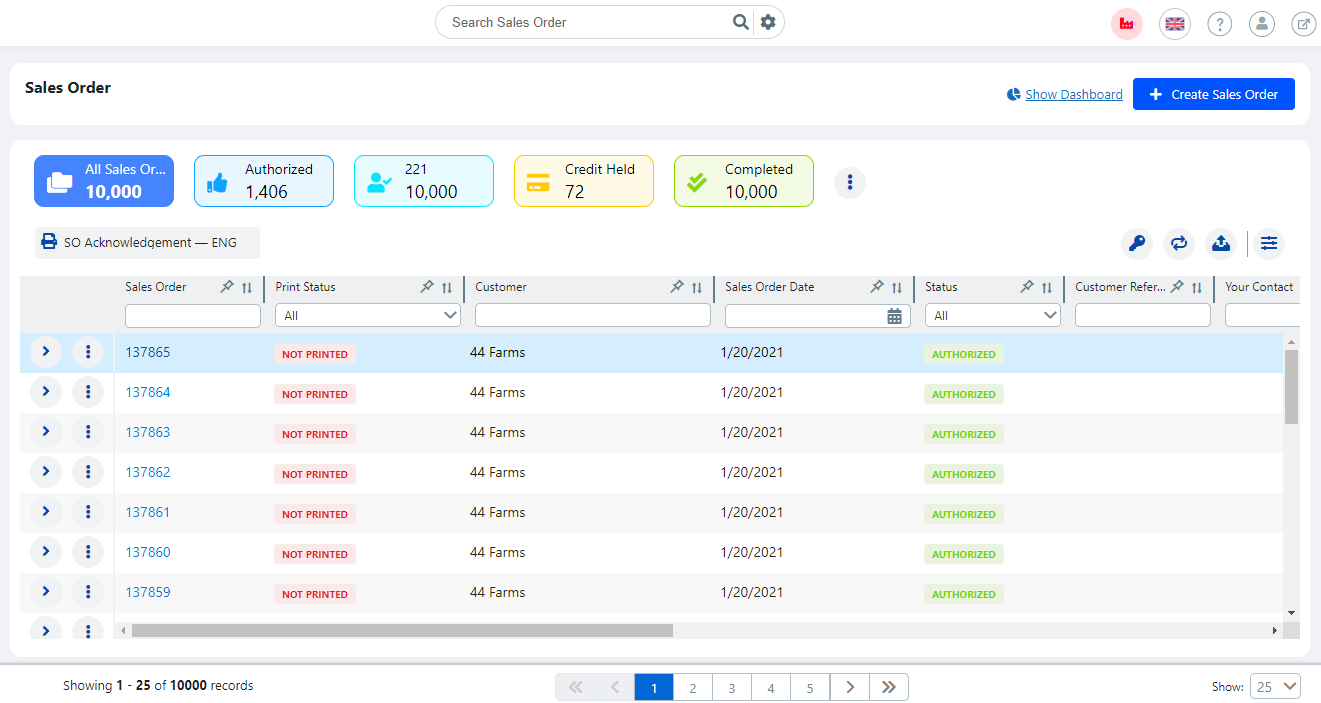 Search Sales Order
Sales Order
Show Dashboard
Create Sales Order
All Sales Or...
10,000
Authorized
1,406
221
10,000
Credit Held
72
Completed
10,000
SO Acknowledgement — ENG
Sales Order Print Status Customer Sales Order Date Status Customer Refer... Your Contact
All All
137865 NOT PRINTED 44 Farms 1/20/2021 AUTHORIZED
137864 NOT PRINTED 44 Farms 1/20/2021 AUTHORIZED
137863 NOT PRINTED 44 Farms 1/20/2021 AUTHORIZED
137862 NOT PRINTED 44 Farms 1/20/2021 AUTHORIZED
137861 NOT PRINTED 44 Farms 1/20/2021 AUTHORIZED
137860 NOT PRINTED 44 Farms 1/20/2021 AUTHORIZED
137859 NOT PRINTED 44 Farms 1/20/2021 AUTHORIZED
Showing 1 - 25 of 10000 records
1 2 3 4 5
Show: 25